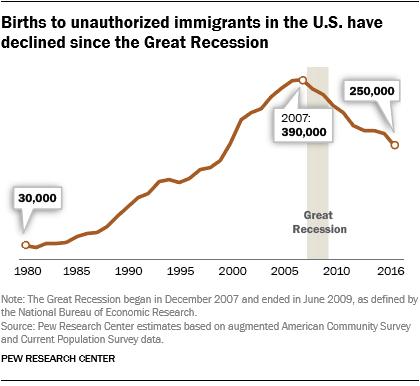 Births to unauthorized immigrants in the U.S. have
declined since the Great Recession
250,000
2007:
390,000
30,000
Great
Recession
1980 1985 1990 1995 2000 2005 2010 2016
Note: The Great Recession began in December 2007 and ended in June 2009, as defined by
the National Bureau of Economic Research.
Source: Pew Research Center estimates based on augmented American Community Survey
and Current Population Survey data.
PEW RESEARCH CENTER